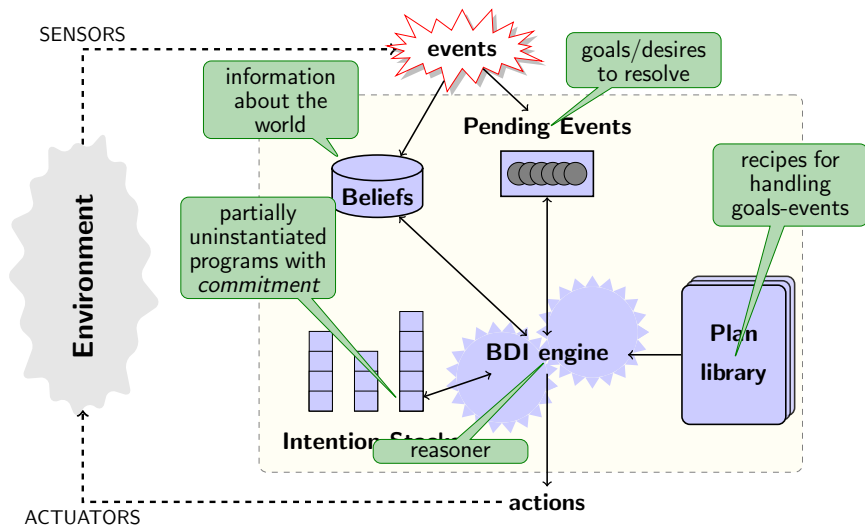 SENSORS
events
goals/desires
to resolve
information
about the
world
Pending Events
recipes for
handling
goals-events
Beliefs
partially
uninstantiated
programs with
commitment
Environment
BDI engine
Plan
library
Intention Stacks
reasoner
actions
ACTUATORS